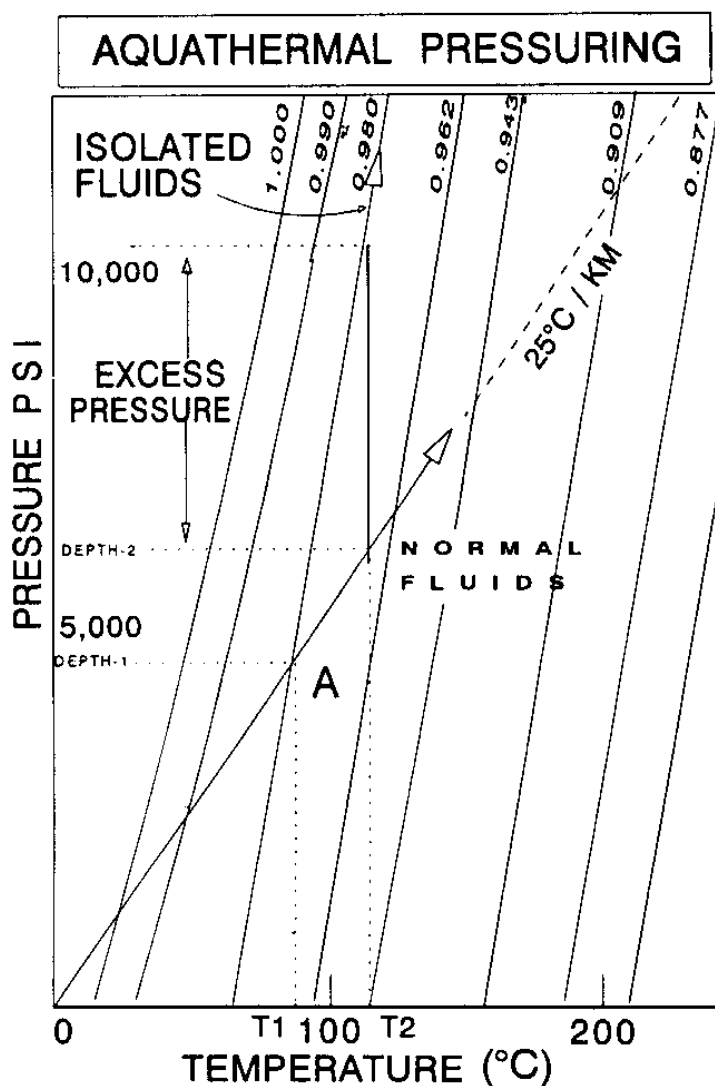 AQUATHERMAL PRESSURING
1.000
0.990
0.980
0.962
0.943
0.909
0.877
ISOLATED
FLUIDS
10,000
25°C / KM
EXCESS
PRESSURE
PRESSURE PSI
DEPTH-2
NORMAL
FLUIDS
5,000
DEPTH-1
A
0
T1
100
T2
200
TEMPERATURE (°C)